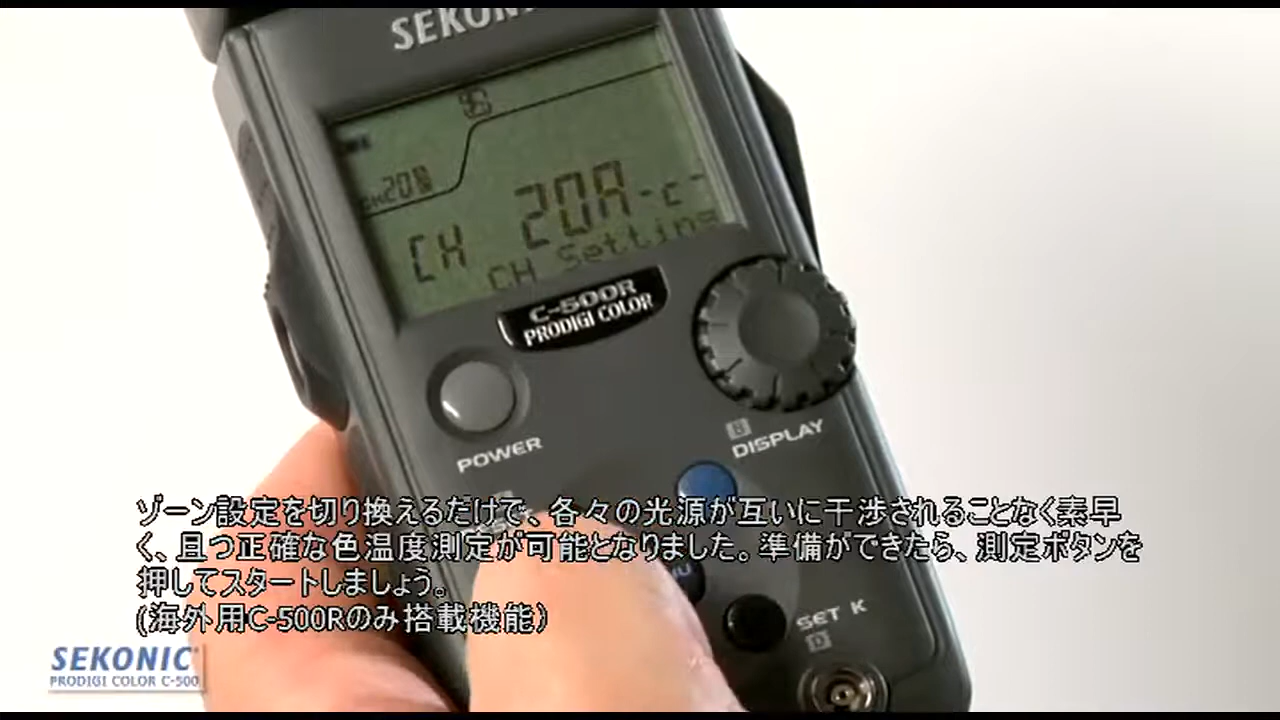 SEKONIC
CH 20A
CH Setting
C-500R
PRODIGI COLOR
POWER
B
DISPLAY
ゾーン設定を切り換えるだけで、各々の光源が互いに干渉されることなく素早
く、且つ正確な色温度測定が可能となりました。準備ができたら、測定ボタンを
押してスタートしましょう。
(海外用C-500Rのみ搭載機能)
SET K
D
SEKONIC
PRODIGI COLOR C-500